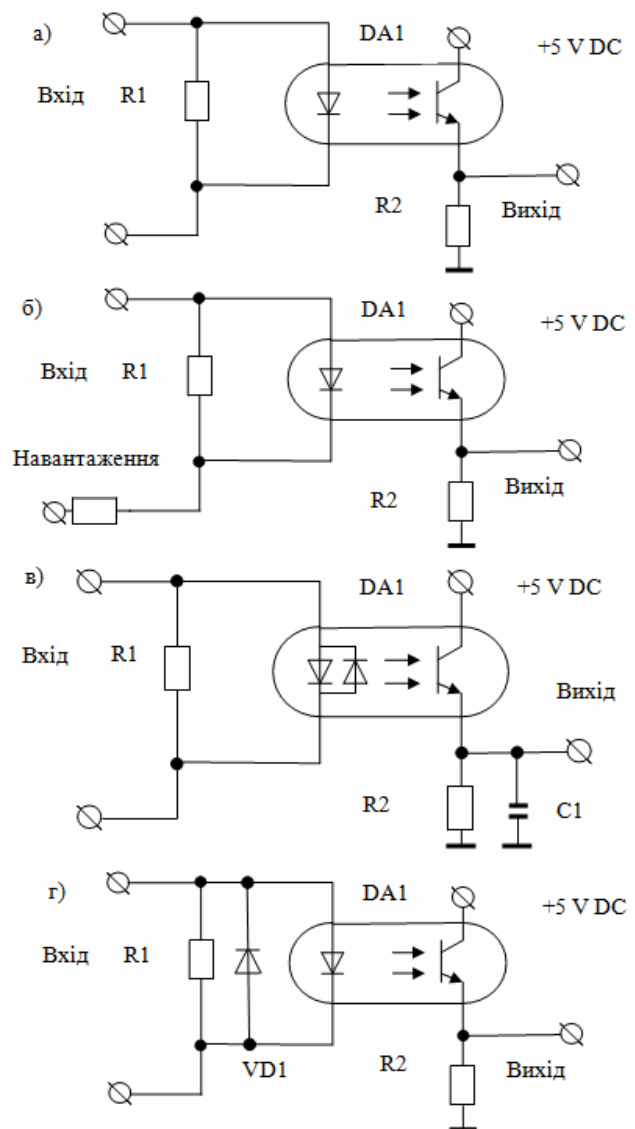 а)
DA1
+5 V DC
Вхід R1
R2
Вихід
б)
DA1
+5 V DC
Вхід R1
Навантаження
R2
Вихід
в)
DA1
+5 V DC
Вхід R1
Вихід
R2
C1
г)
DA1
+5 V DC
Вхід R1
VD1
R2
Вихід